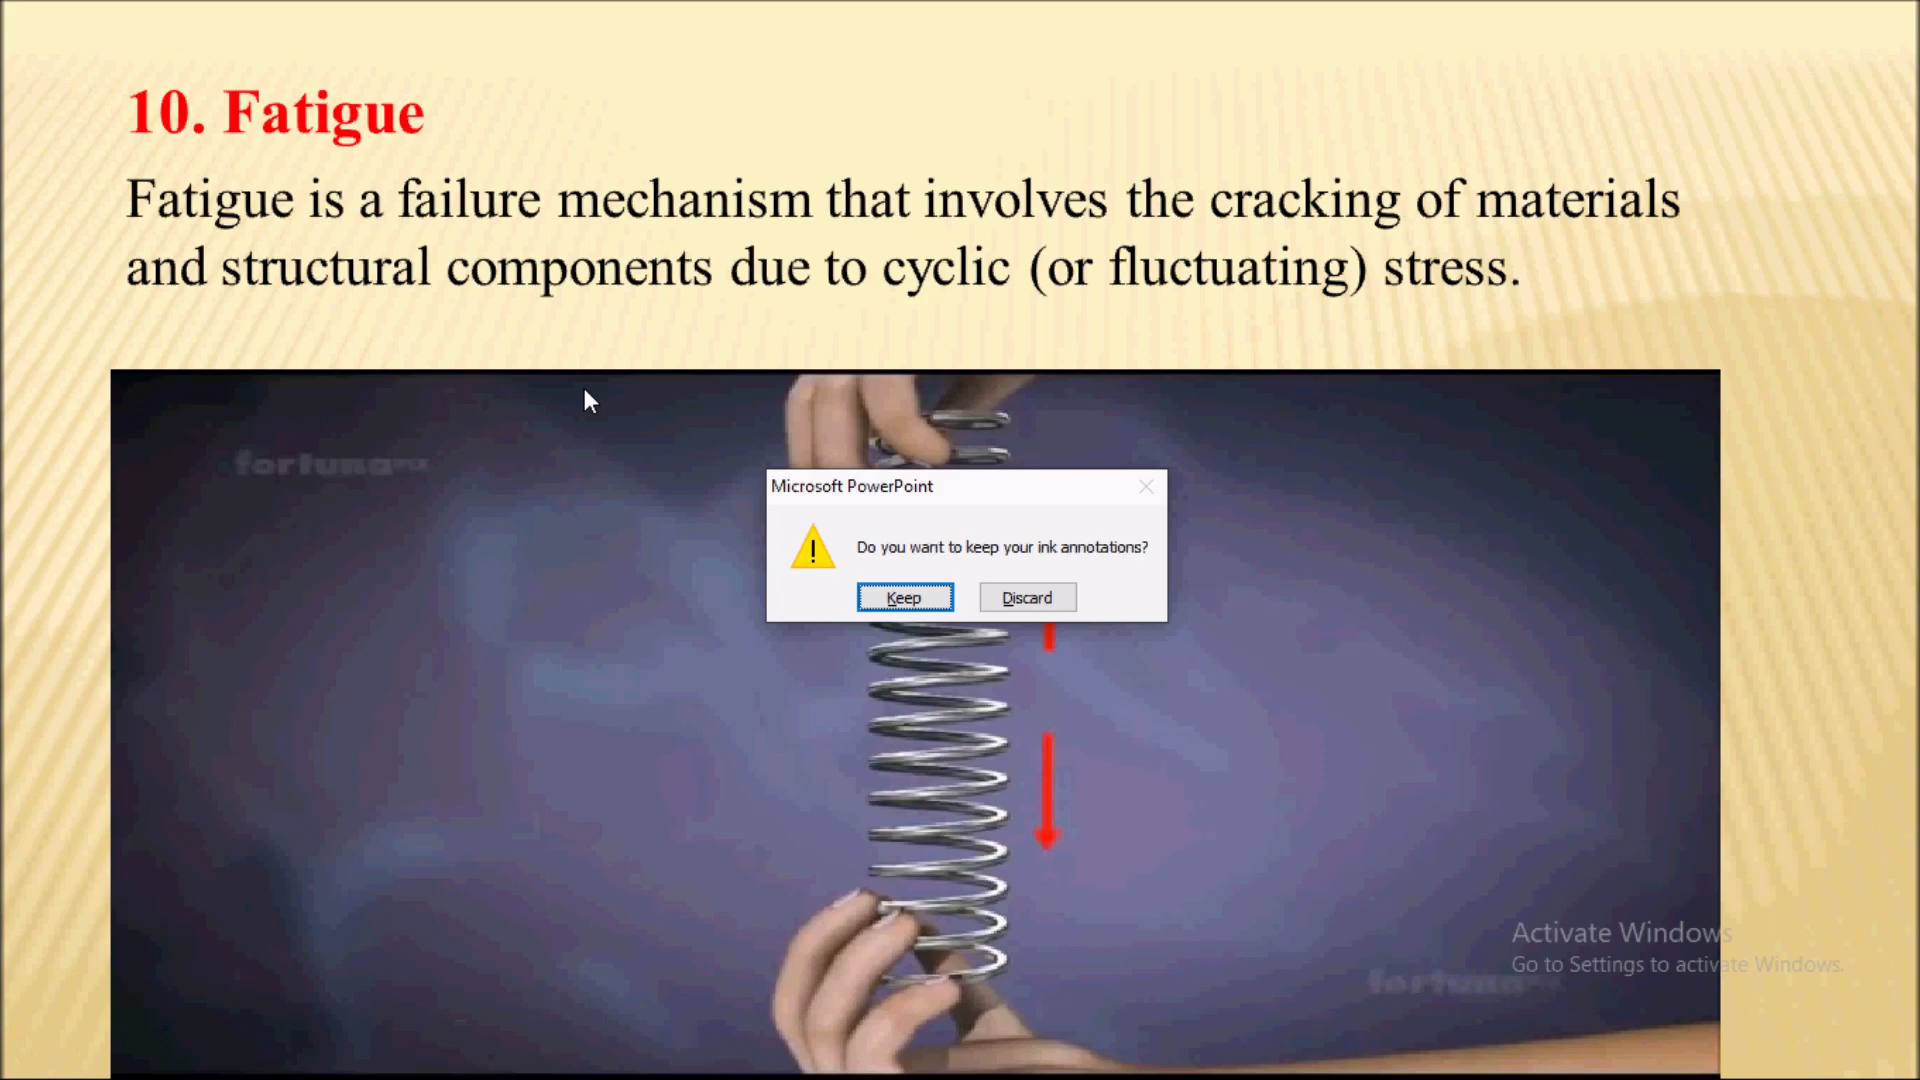 10. Fatigue
Fatigue is a failure mechanism that involves the cracking of materials
and structural components due to cyclic (or fluctuating) stress.
fortuna
Microsoft PowerPoint
Do you want to keep your ink annotations?
Keep
Discard
Activate Windows
Go to Settings to activate Windows.
fortuna